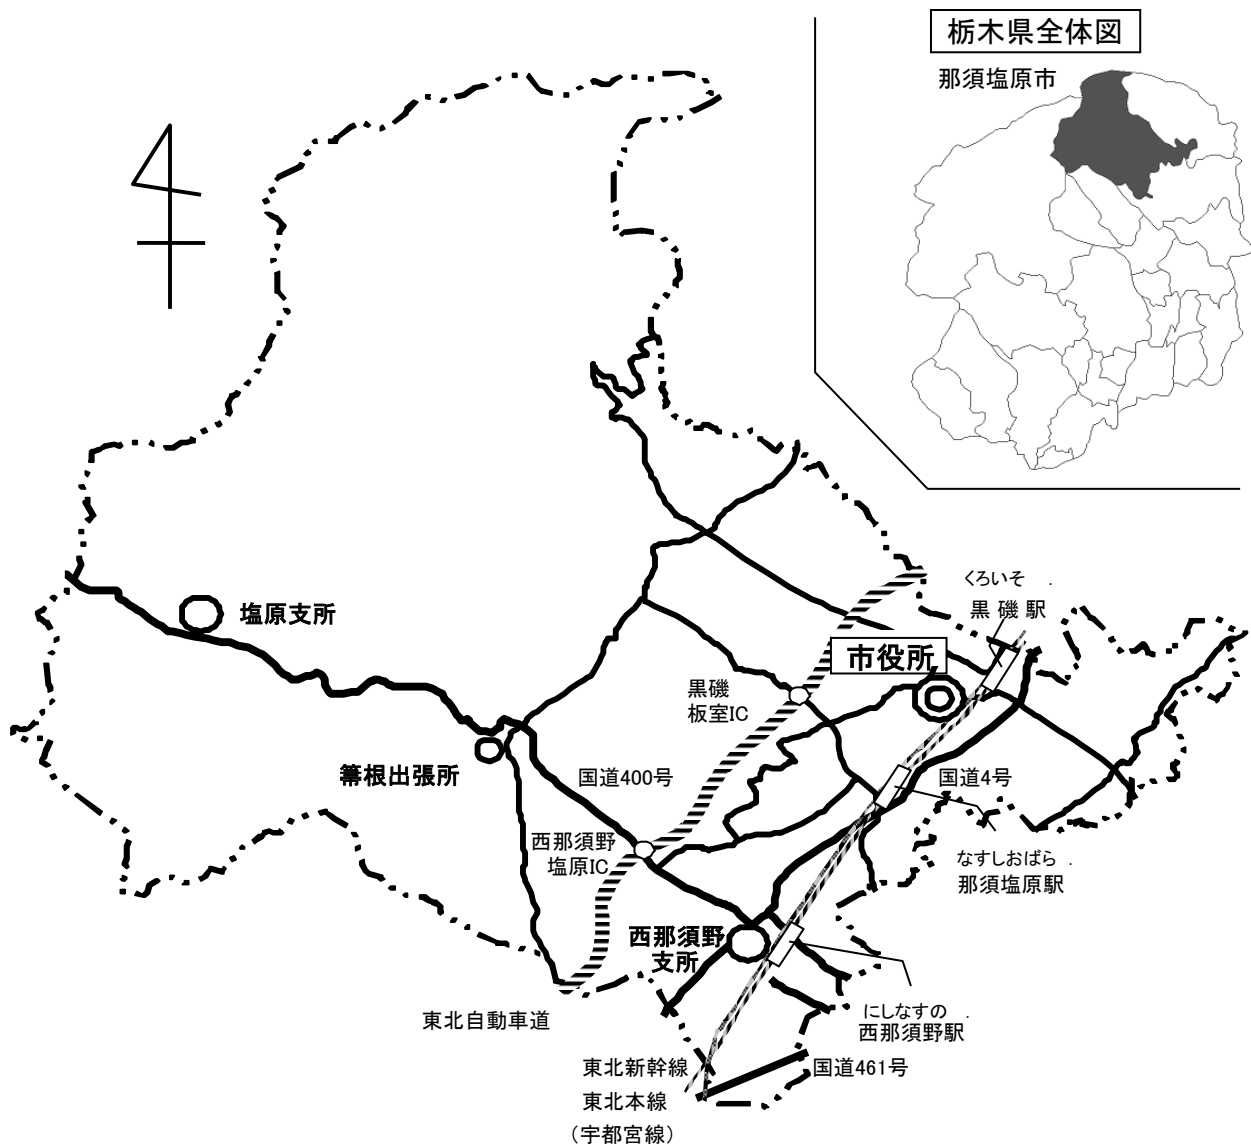 栃木県全体図
那須塩原市
くろいそ .
黒磯駅
塩原支所
市役所
黒磯
板室IC
箒根出張所
国道400号
国道4号
西那須野
塩原IC
なすしおばら .
那須塩原駅
西那須野
支所
にしなすの .
西那須野駅
東北自動車道
東北新幹線
国道461号
東北本線
(宇都宮線)